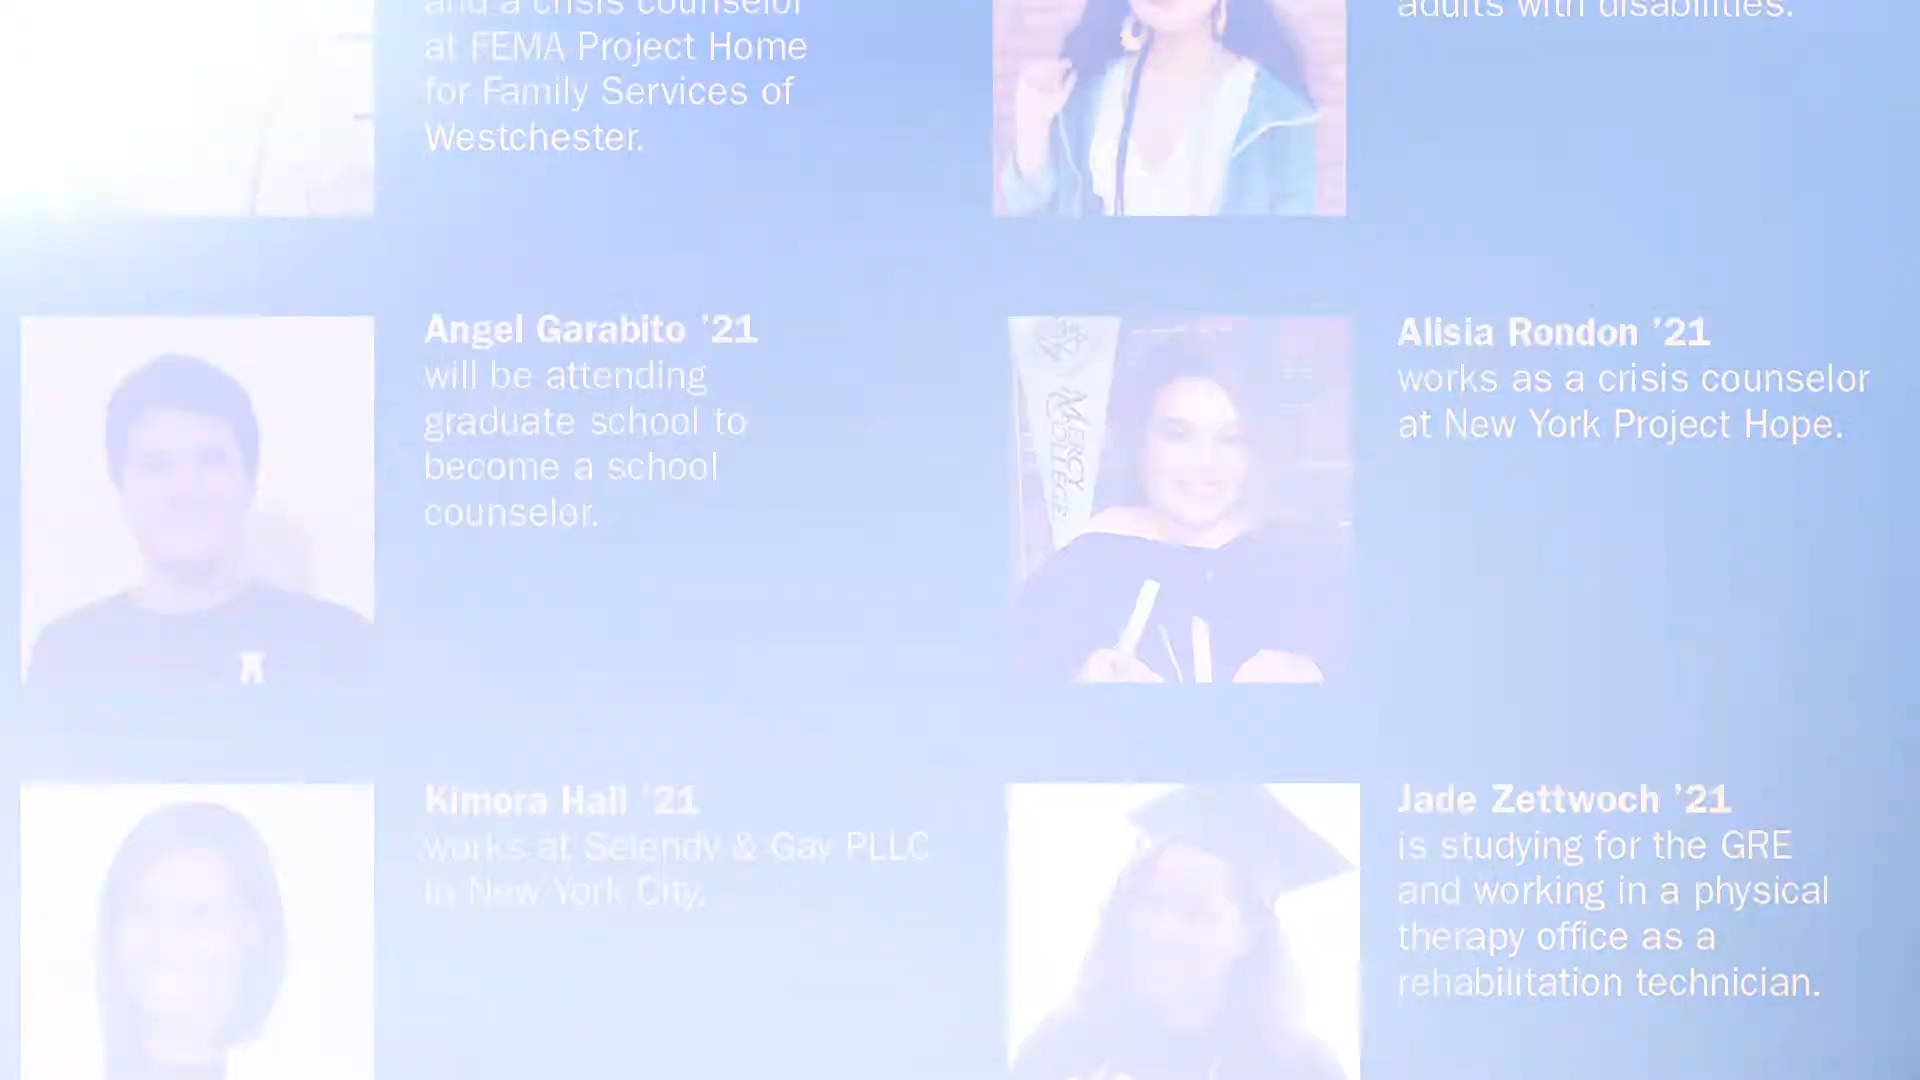 and a crisis counselor
at FEMA Project Home
for Family Services of
Westchester.
adults with disabilities.
Angel Garabito ’21
will be attending
graduate school to
become a school
counselor.
MERCY
COLLEGE
Alisia Rondon ’21
works as a crisis counselor
at New York Project Hope.
Kimora Hall ’21
works at Selendy & Gay PLLC
in New York City.
Jade Zettwoch ’21
is studying for the GRE
and working in a physical
therapy office as a
rehabilitation technician.